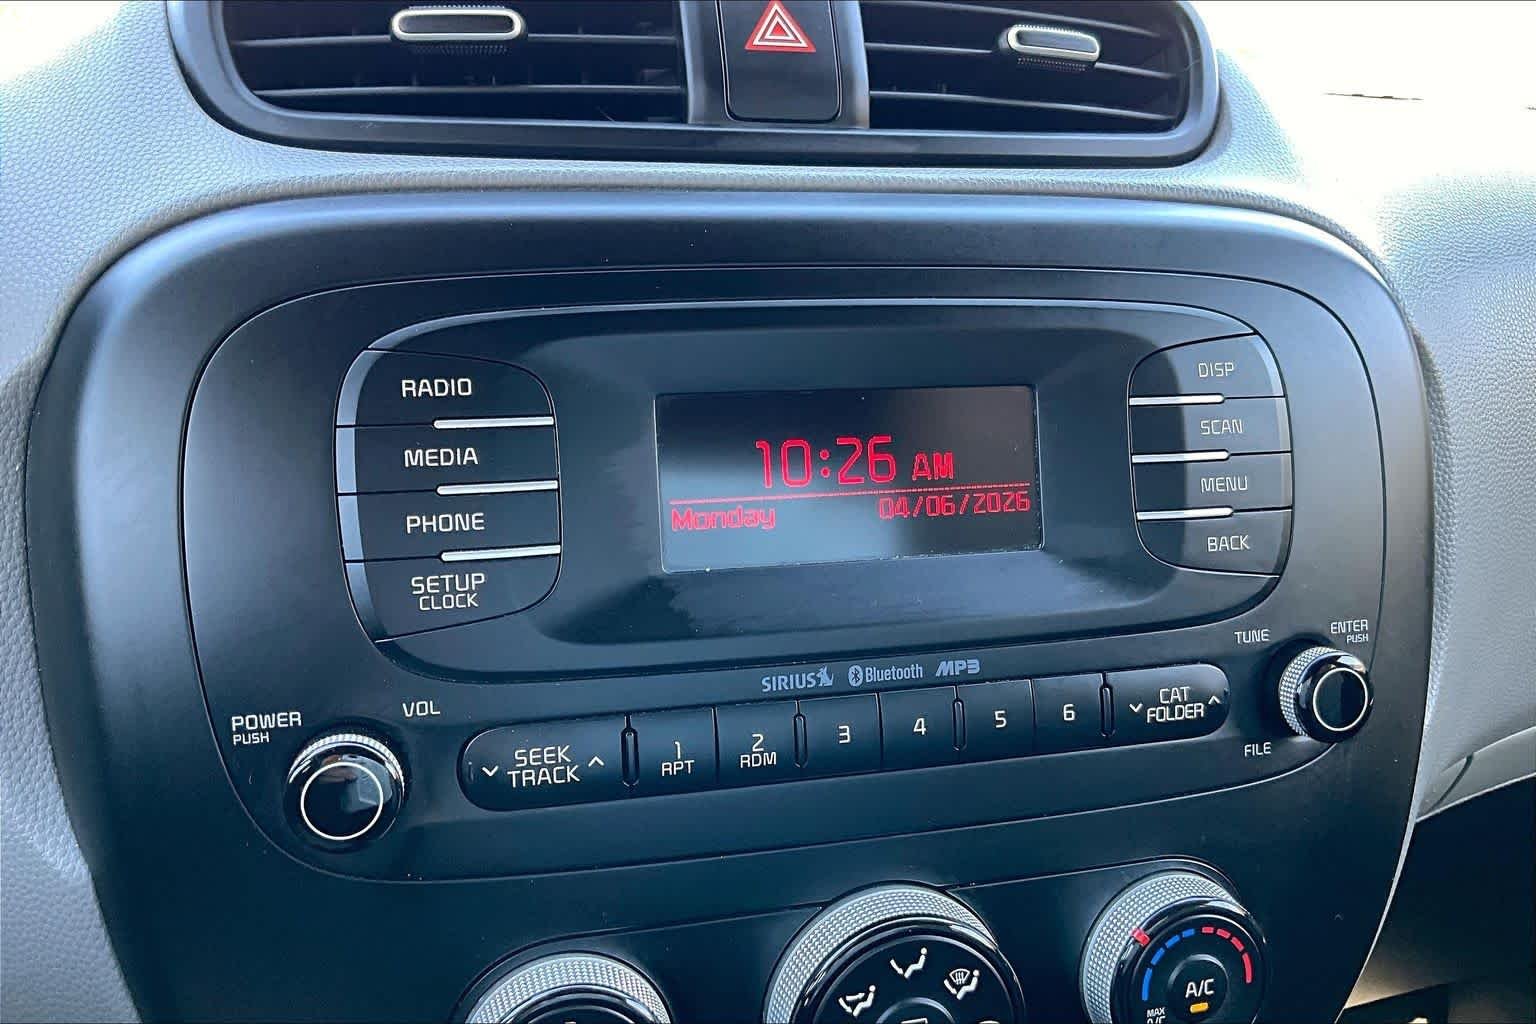 RADIO
MEDIA
PHONE
SETUP
CLOCK
10:26 AM
Monday 04/06/2026
DISP
SCAN
MENU
BACK
TUNE
ENTER
PUSH
FILE
SIRIUS Bluetooth MP3
POWER
PUSH
VOL
SEEK
TRACK
1
RPT
2
RDM
3
4
5
6
CAT
FOLDER
A/C
MAX
A/C